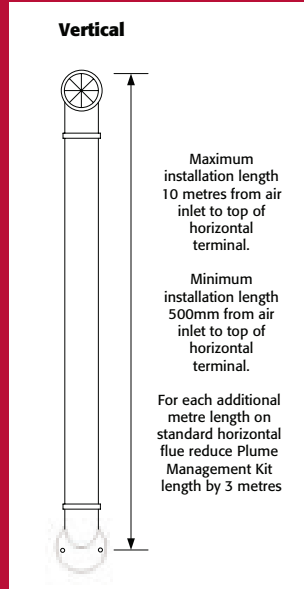 Vertical
Maximum
installation length
10 metres from air
inlet to top of
horizontal
terminal.
Minimum
installation length
500mm from air
inlet to top of
horizontal
terminal.
For each additional
metre length on
standard horizontal
flue reduce Plume
Management Kit
length by 3 metres